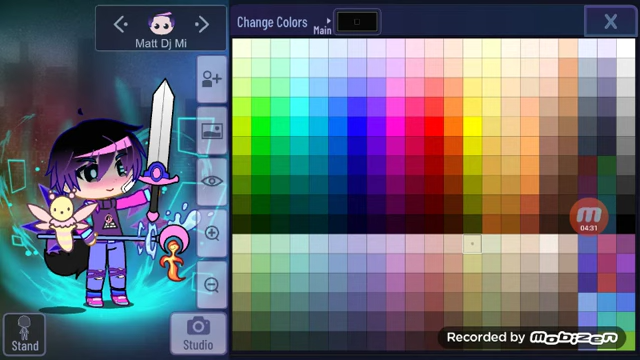 Matt Dj Mi
Change Colors
Main
X
04:31
Stand
Studio
Recorded by Mobizen